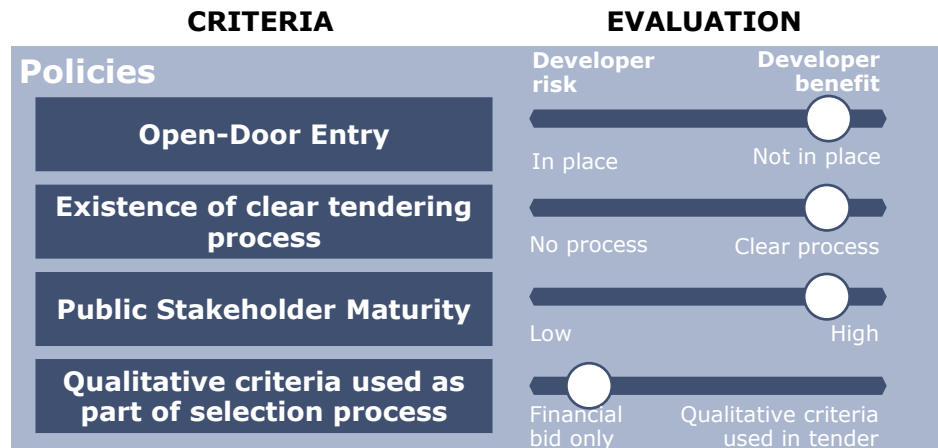 CRITERIA
EVALUATION
Policies
Developer
risk
Developer
benefit
Open-Door Entry
In place
Not in place
Existence of clear tendering
process
No process
Clear process
Public Stakeholder Maturity
Low
High
Qualitative criteria used as
part of selection process
Financial
bid only
Qualitative criteria
used in tender